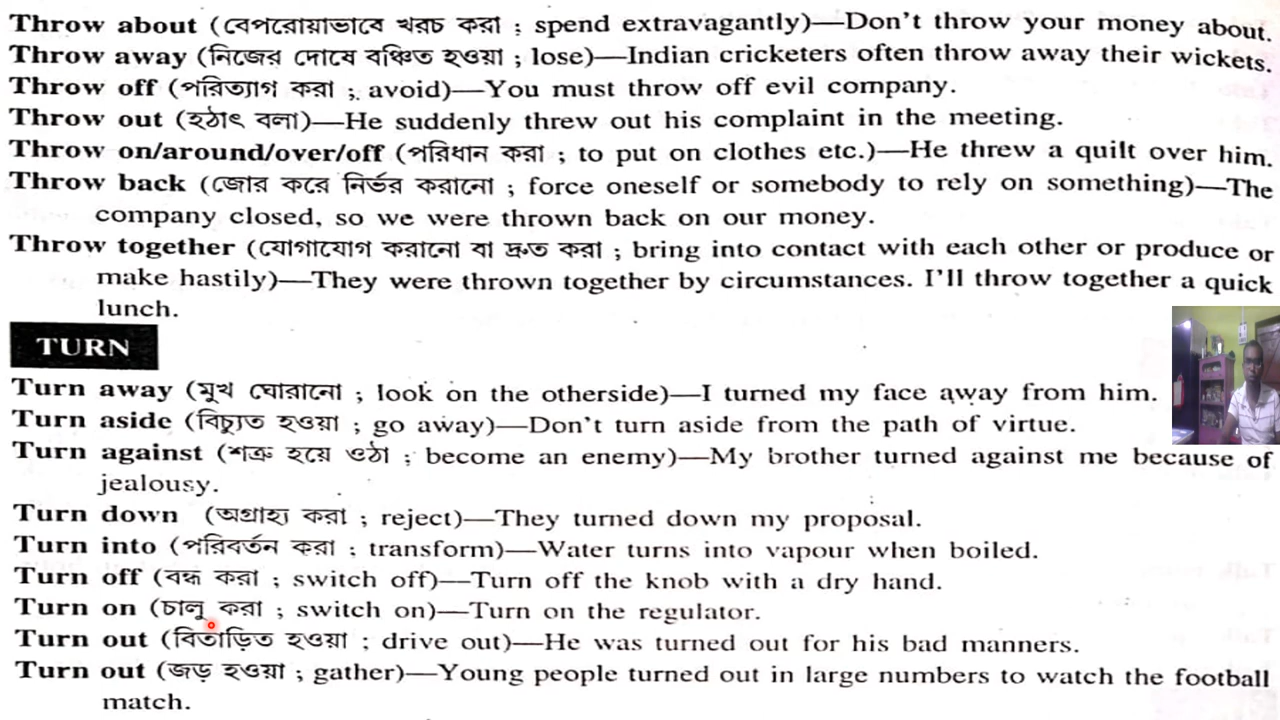 Throw about (বেপরোয়াভাবে খরচ করা ; spend extravagantly)—Don't throw your money about.
Throw away (নিজের দোষে বঞ্চিত হওয়া ; lose)—Indian cricketers often throw away their wickets.
Throw off (পরিত্যাগ করা ; avoid)—You must throw off evil company.
Throw out (হঠাৎ বলা)—He suddenly threw out his complaint in the meeting.
Throw on/around/over/off (পরিধান করা ; to put on clothes etc.)—He threw a quilt over him.
Throw back (জোর করে নির্ভর করানো ; force oneself or somebody to rely on something)—The
company closed, so we were thrown back on our money.
Throw together (যোগাযোগ করানো বা দ্রুত করা ; bring into contact with each other or produce or
make hastily)—They were thrown together by circumstances. I'll throw together a quick
lunch.
TURN
Turn away (মুখ ঘোরানো ; look on the otherside)—I turned my face away from him.
Turn aside (বিচ্যুত হওয়া ; go away)—Don't turn aside from the path of virtue.
Turn against (শত্রু হয়ে ওঠা ; become an enemy)—My brother turned against me because of
jealousy.
Turn down (অগ্রাহ্য করা ; reject)—They turned down my proposal.
Turn into (পরিবর্তন করা ; transform)—Water turns into vapour when boiled.
Turn off (বন্ধ করা ; switch off)—Turn off the knob with a dry hand.
Turn on (চালু করা ; switch on)—Turn on the regulator.
Turn out (বিতাড়িত হওয়া ; drive out)—He was turned out for his bad manners.
Turn out (জড় হওয়া ; gather)—Young people turned out in large numbers to watch the football
match.